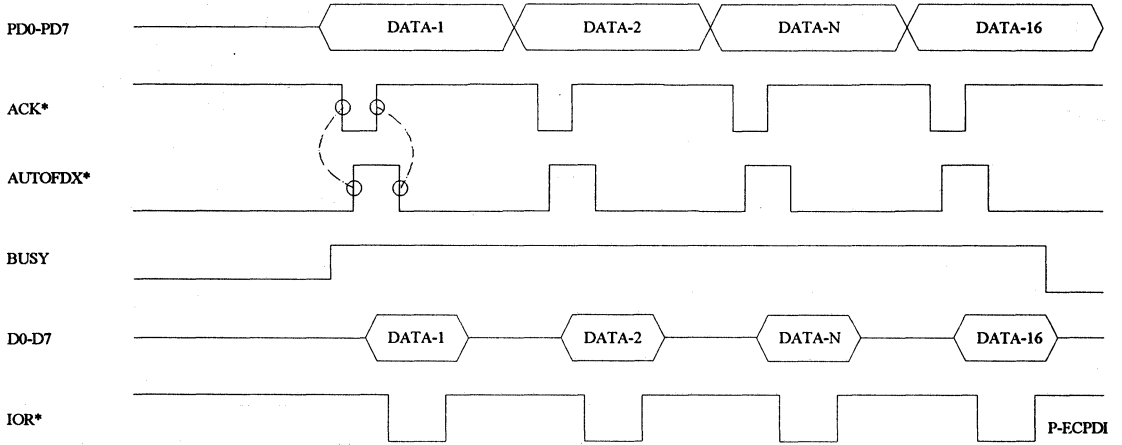 PD0-PD7 DATA-1 DATA-2 DATA-N DATA-16
ACK*
AUTOFDX*
BUSY
D0-D7 DATA-1 DATA-2 DATA-N DATA-16
IOR*
P-ECPDI